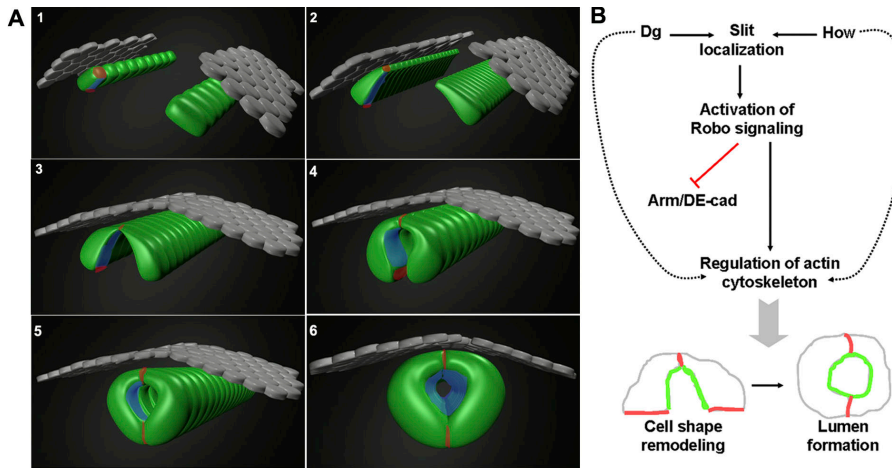 A
1
2
3
4
5
6
B
Dg
Slit
localization
How
Activation of
Robo signaling
Arm/DE-cad
Regulation of actin
cytoskeleton
Cell shape
remodeling
Lumen
formation